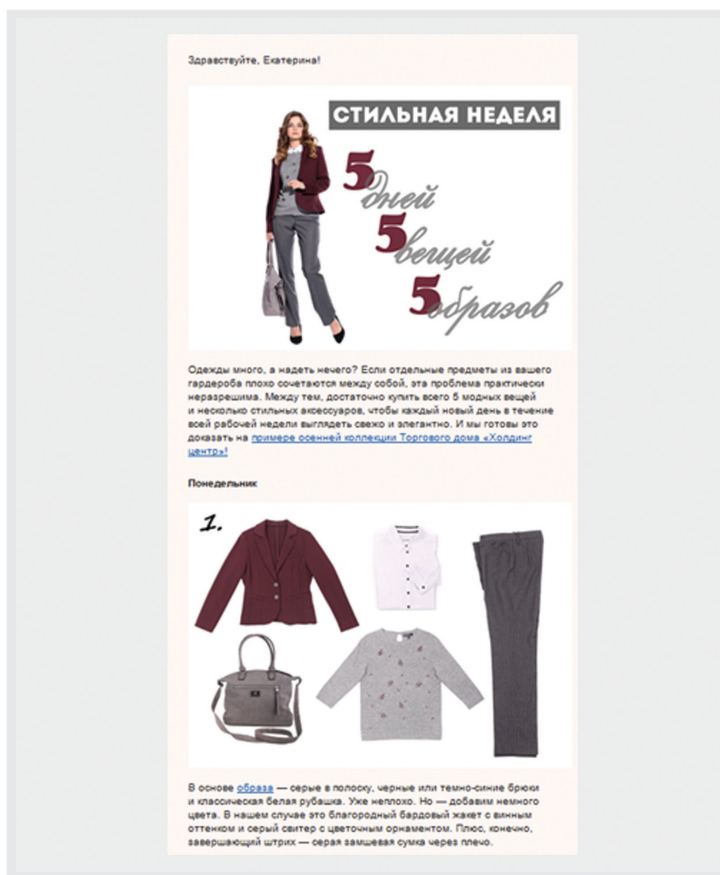 Здравствуйте, Екатерина!
СТИЛЬНАЯ НЕДЕЛЯ
5 дней
5 вещей
5 образов
Одежды много, а надеть нечего? Если отдельные предметы из вашего
гардероба плохо сочетаются между собой, эта проблема практически
неразрешима. Между тем, достаточно купить всего 5 модных вещей
и несколько стильных аксессуаров, чтобы каждый новый день в течение
всей рабочей недели выглядеть свежо и элегантно. И мы готовы это
доказать на примере осенней коллекции Торгового дома «Холдинг
центр»!
Понедельник
1.
В основе образа — серые в полоску, черные или темно-синие брюки
и классическая белая рубашка. Уже неплохо. Но — добавим немного
цвета. В нашем случае это благородный бардовый жакет с винным
оттенком и серый свитер с цветочным орнаментом. Плюс, конечно,
завершающий штрих — серая замшевая сумка через плечо.